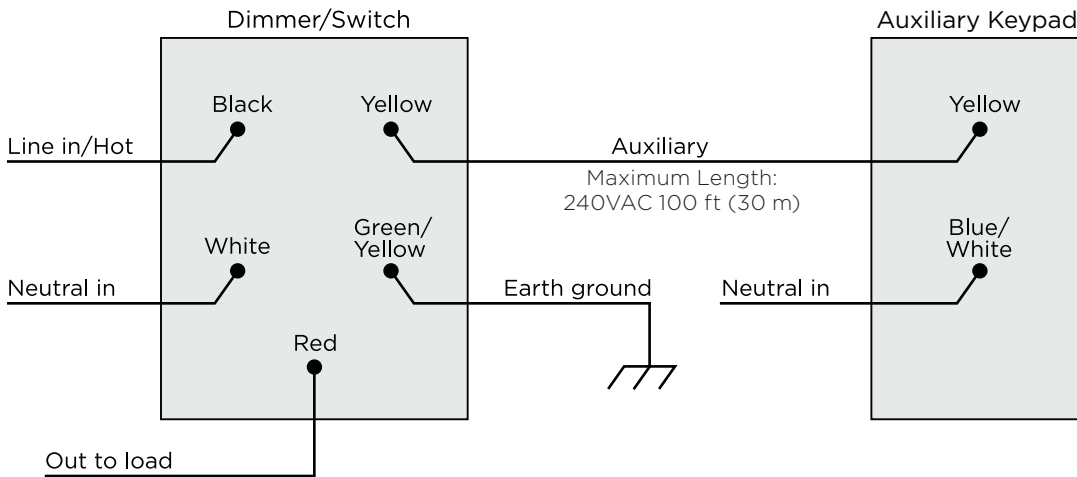 Dimmer/Switch
Auxiliary Keypad
Black
Yellow
Yellow
Line in/Hot
Auxiliary
Maximum Length:
240VAC 100 ft (30 m)
White
Green/
Yellow
Blue/
White
Neutral in
Earth ground
Neutral in
Red
Out to load